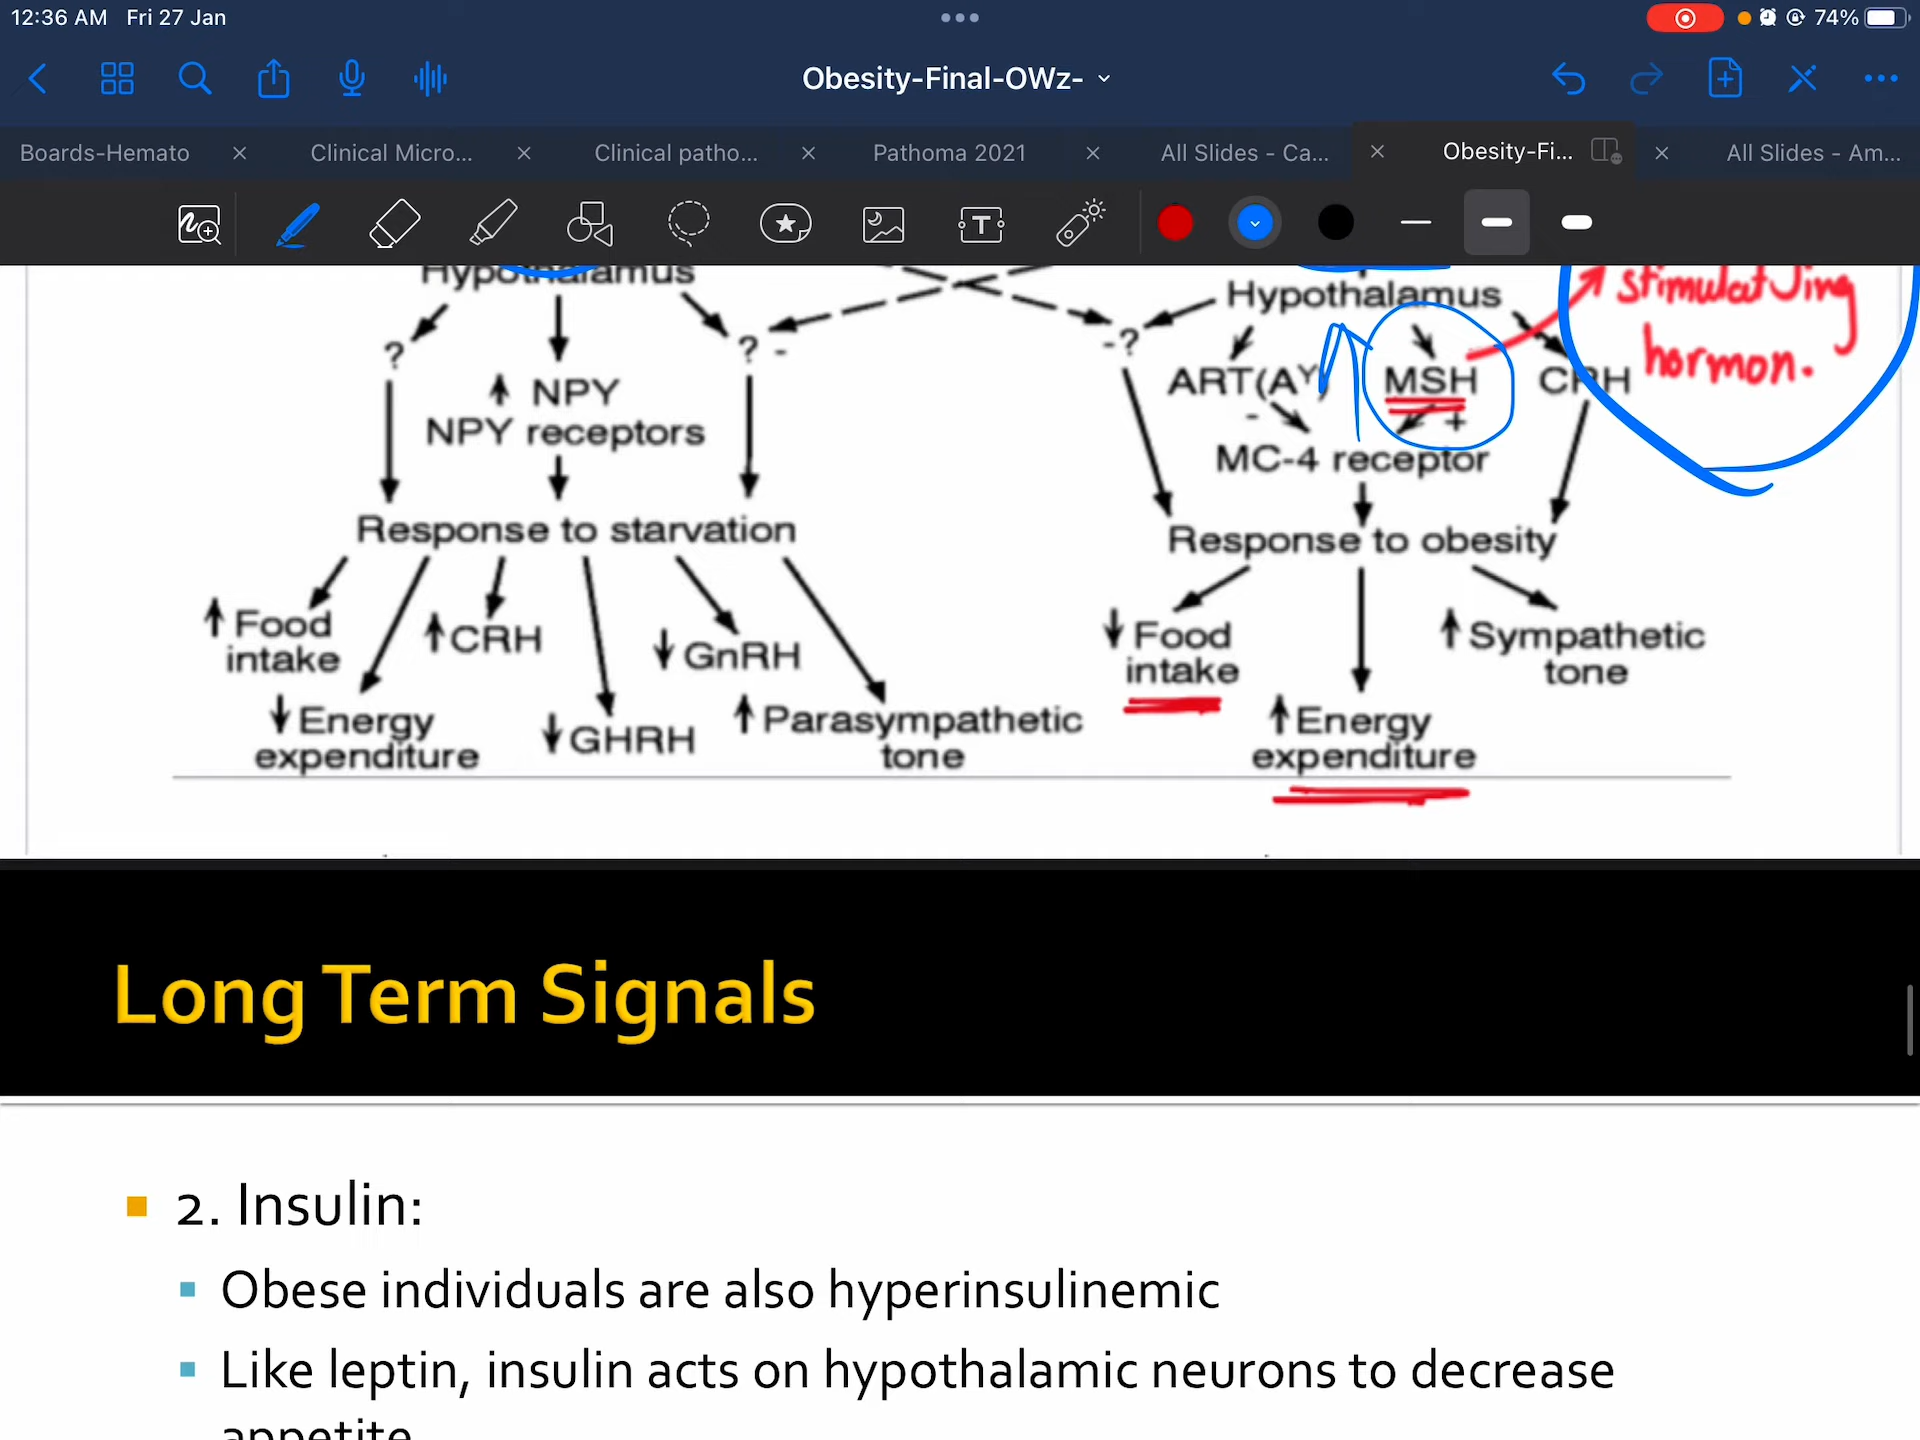 12:36 AM Fri 27 Jan
74%
Obesity-Final-OWz-
Boards-Hemato
Clinical Micro...
Clinical patho...
Pathoma 2021
All Slides - Ca...
Obesity-Fi...
All Slides - Am...
T
Hypothalamus
Hypothalamus
stimulating
hormon.
?
? -
-?
NPY
NPY receptors
ART(AY)
MSH
CRH
-
+
MC-4 receptor
Response to starvation
Response to obesity
Food
intake
CRH
GnRH
Food
intake
Sympathetic
tone
Energy
expenditure
GHRH
Parasympathetic
tone
Energy
expenditure
Long Term Signals
2. Insulin:
Obese individuals are also hyperinsulinemic
Like leptin, insulin acts on hypothalamic neurons to decrease
appetite